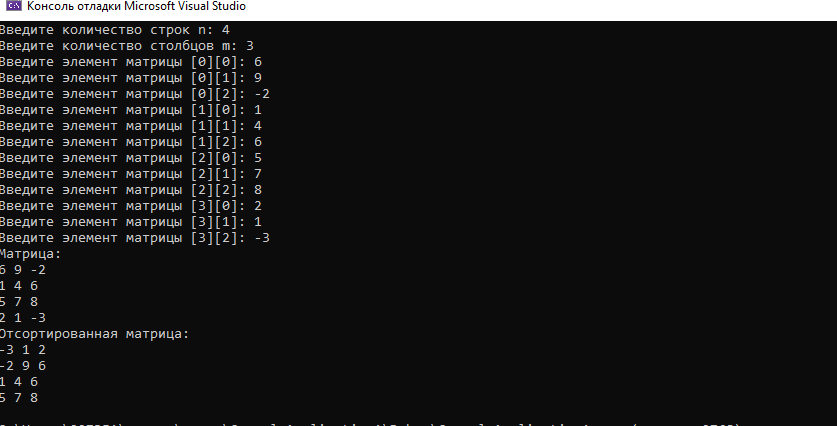 Консоль отладки Microsoft Visual Studio
Введите количество строк n: 4
Введите количество столбцов m: 3
Введите элемент матрицы [0][0]: 6
Введите элемент матрицы [0][1]: 9
Введите элемент матрицы [0][2]: -2
Введите элемент матрицы [1][0]: 1
Введите элемент матрицы [1][1]: 4
Введите элемент матрицы [1][2]: 6
Введите элемент матрицы [2][0]: 5
Введите элемент матрицы [2][1]: 7
Введите элемент матрицы [2][2]: 8
Введите элемент матрицы [3][0]: 2
Введите элемент матрицы [3][1]: 1
Введите элемент матрицы [3][2]: -3
Матрица:
6 9 -2
1 4 6
5 7 8
2 1 -3
Отсортированная матрица:
-3 1 2
-2 9 6
1 4 6
5 7 8